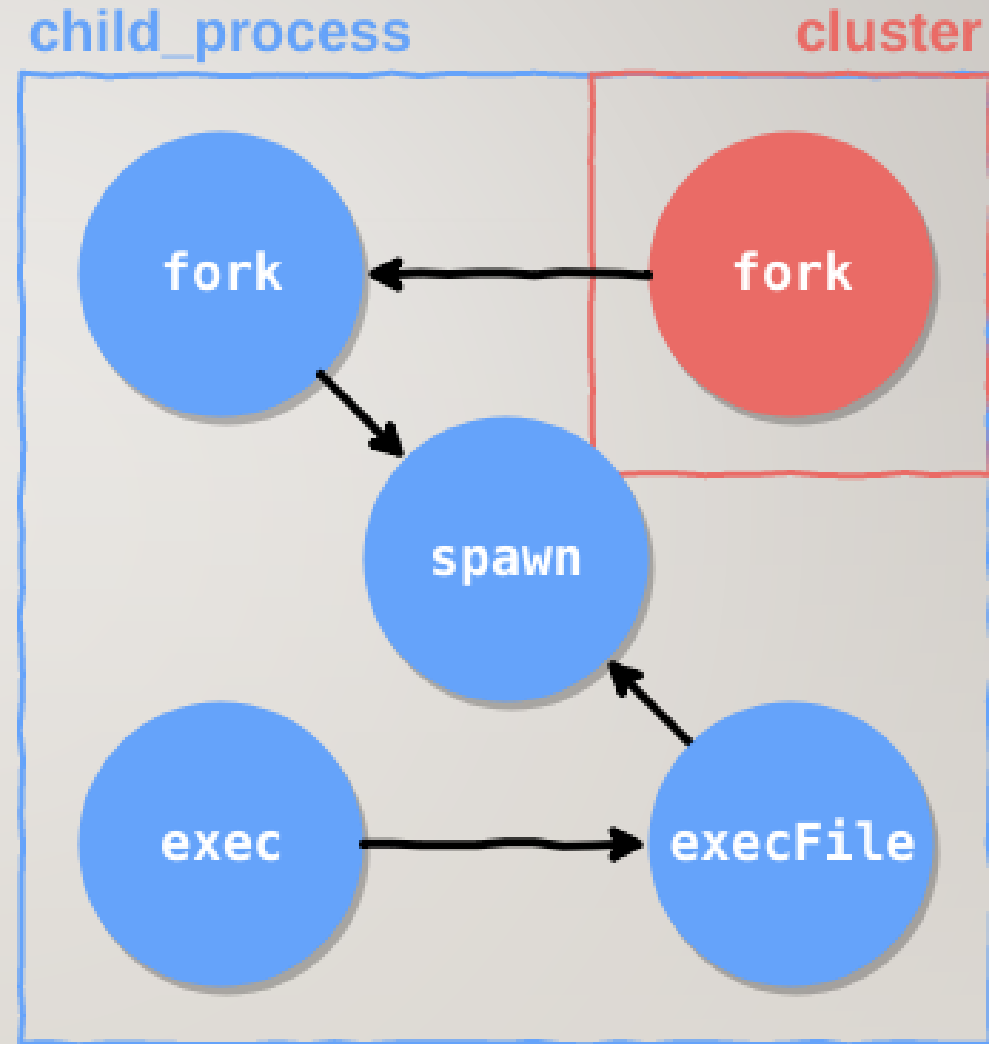 child_process
cluster
fork
fork
spawn
exec
execFile